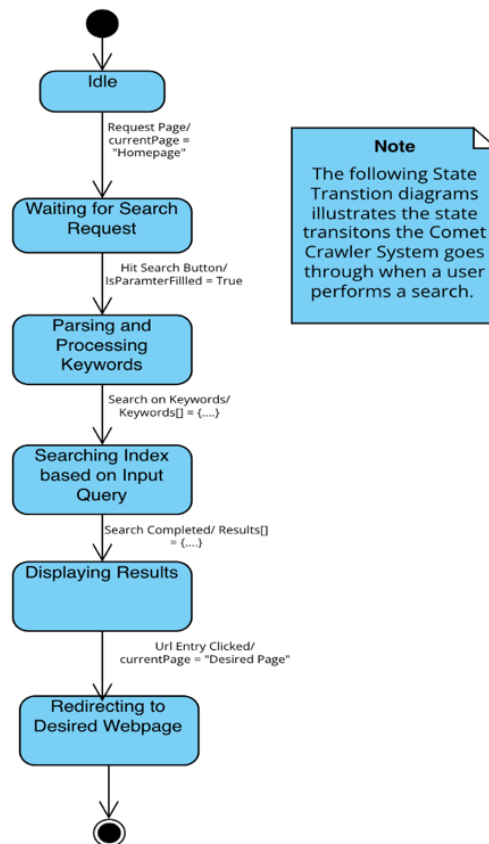 Idle
Request Page/
currentPage =
"Homepage"
Waiting for Search
Request
Hit Search Button/
IsParamterFillled = True
Parsing and
Processing
Keywords
Search on Keywords/
Keywords[] = {....}
Searching Index
based on Input
Query
Search Completed/ Results[]
= {....}
Displaying Results
Url Entry Clicked/
currentPage = "Desired Page"
Redirecting to
Desired Webpage
Note
The following State
Transtion diagrams
illustrates the state
transitons the Comet
Crawler System goes
through when a user
performs a search.